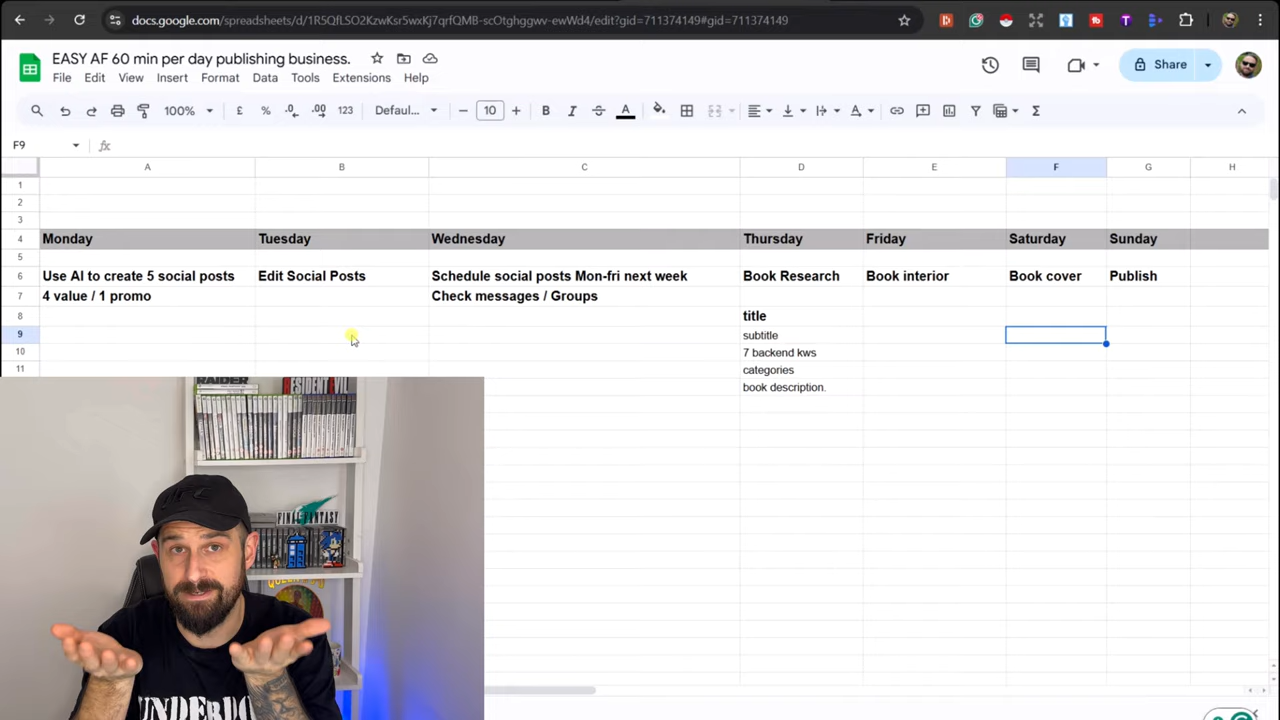 docs.google.com/spreadsheets/d/1R5QfLSO2KzwKsr5wxKj7qrfQMB-scOtghggwv-ewWd4/edit?gid=711374149#gid=711374149
EASY AF 60 min per day publishing business.
File Edit View Insert Format Data Tools Extensions Help
Share
100% £ % .0 .00 123 Defaul... 10 B I A
F9
A B C D E F G H
1
2
3
4 Monday Tuesday Wednesday Thursday Friday Saturday Sunday
5
6 Use AI to create 5 social posts Edit Social Posts Schedule social posts Mon-fri next week Book Research Book interior Book cover Publish
7 4 value / 1 promo Check messages / Groups
8 title
9 subtitle
10 7 backend kws
11 categories
book description.
RAIDER
RESIDENT EVIL
FINAL FANTASY
UNDERDO